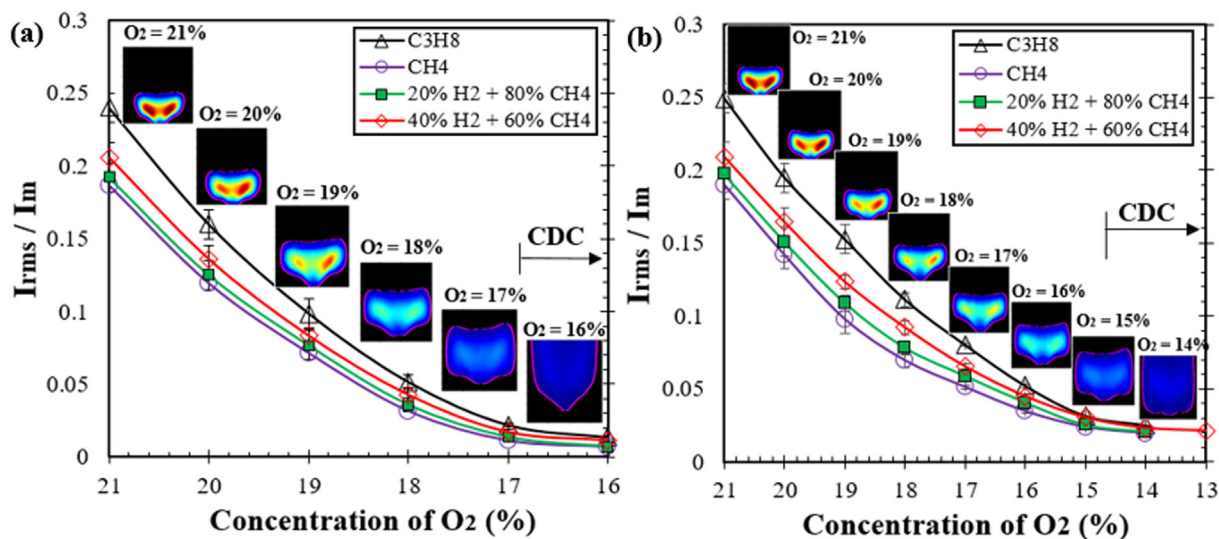 (a)
Irms / Im
0.3
0.25
0.2
0.15
0.1
0.05
0
O2 = 21%
O2 = 20%
O2 = 19%
O2 = 18%
O2 = 17%
O2 = 16%
C3H8
CH4
20% H2 + 80% CH4
40% H2 + 60% CH4
CDC
21 20 19 18 17 16
Concentration of O2 (%)
(b)
Irms / Im
0.3
0.25
0.2
0.15
0.1
0.05
0
O2 = 21%
O2 = 20%
O2 = 19%
O2 = 18%
O2 = 17%
O2 = 16%
O2 = 15%
O2 = 14%
C3H8
CH4
20% H2 + 80% CH4
40% H2 + 60% CH4
CDC
21 20 19 18 17 16 15 14 13
Concentration of O2 (%)